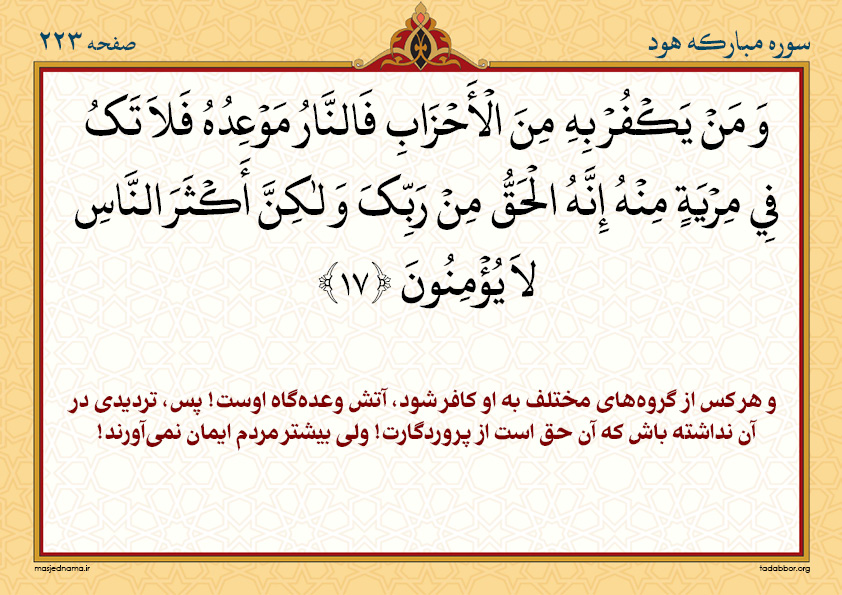 سوره مبارکه هود
صفحه ۲۲۳
وَ مَنْ يَكْفُرْ بِهِ مِنَ الْأَحْزَابِ فَالنَّارُ مَوْعِدُهُ فَلَا تَكُ
فِي مِرْيَةٍ مِنْهُ إِنَّهُ الْحَقُّ مِنْ رَبِّكَ وَ لٰكِنَّ أَكْثَرَ النَّاسِ
لَا يُؤْمِنُونَ ﴿۱۷﴾
و هر کس از گروه‌های مختلف به او کافر شود، آتش وعده‌گاه اوست! پس، تردیدی در
آن نداشته باش که آن حق است از پروردگارت! ولی بیشتر مردم ایمان نمی‌آورند!
masjednama.ir
tadabbor.org